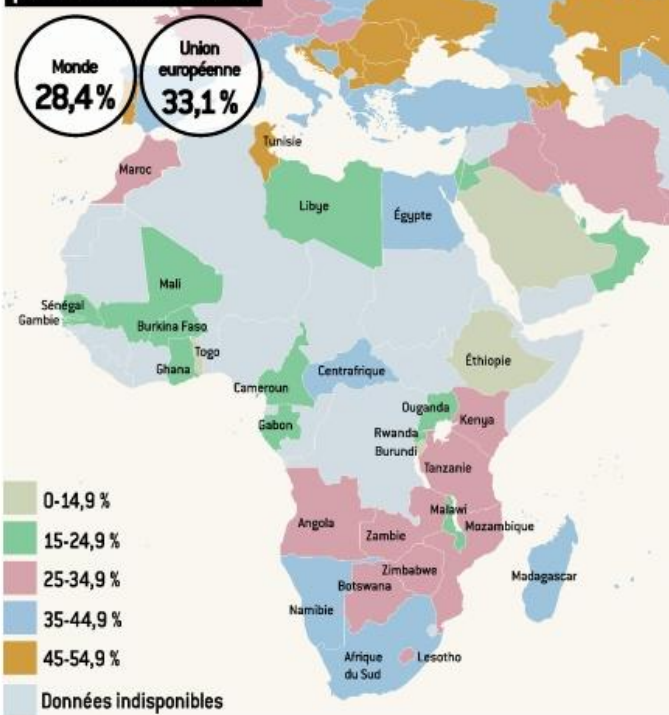 Monde
28,4 %
Union
européenne
33,1 %
Tunisie
Maroc
Libye
Égypte
Mali
Sénégal
Gambie
Burkina Faso
Togo
Ghana
Cameroun
Centrafrique
Éthiopie
Gabon
Ouganda
Kenya
Rwanda
Burundi
Tanzanie
Malawi
Angola
Zambie
Mozambique
Zimbabwe
Madagascar
Botswana
Namibie
Afrique
du Sud
Lesotho
0-14,9 %
15-24,9 %
25-34,9 %
35-44,9 %
45-54,9 %
Données indisponibles